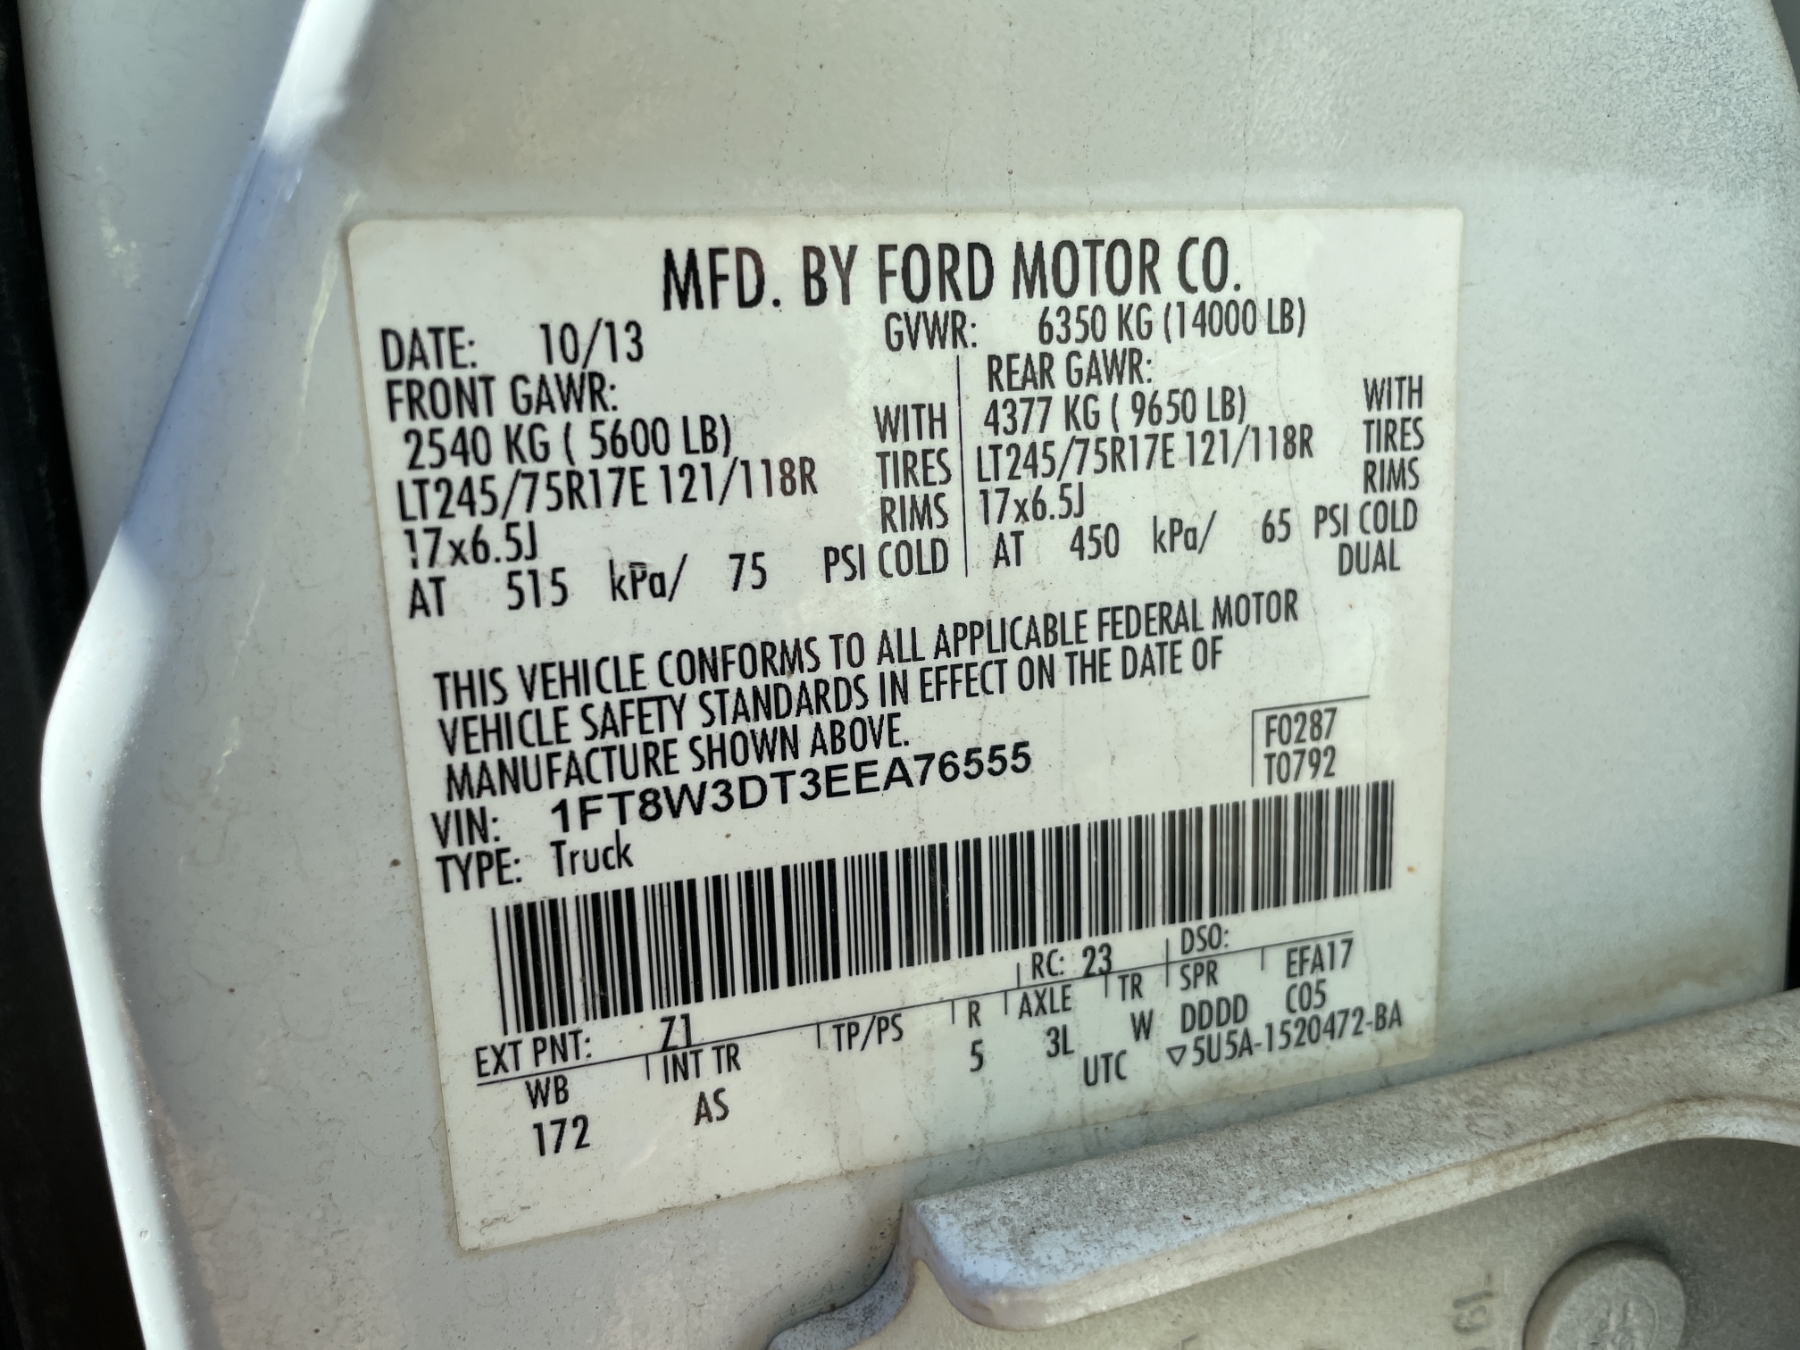 MFD. BY FORD MOTOR CO.
DATE: 10/13 GVWR: 6350 KG (14000 LB)
FRONT GAWR: REAR GAWR:
2540 KG ( 5600 LB) WITH 4377 KG ( 9650 LB) WITH
LT245/75R17E 121/118R TIRES LT245/75R17E 121/118R TIRES
17x6.5J RIMS 17x6.5J RIMS
AT 515 kPa/ 75 PSI COLD AT 450 kPa/ 65 PSI COLD
DUAL
THIS VEHICLE CONFORMS TO ALL APPLICABLE FEDERAL MOTOR
VEHICLE SAFETY STANDARDS IN EFFECT ON THE DATE OF
MANUFACTURE SHOWN ABOVE.
F0287
T0792
VIN: 1FT8W3DT3EEA76555
TYPE: Truck
EXT PNT: Z1 RC: 23 DSO:
WB INT TR TP/PS R AXLE TR SPR EFA17
172 AS 5 3L W DDDD C05
UTC ▽5U5A-1520472-BA